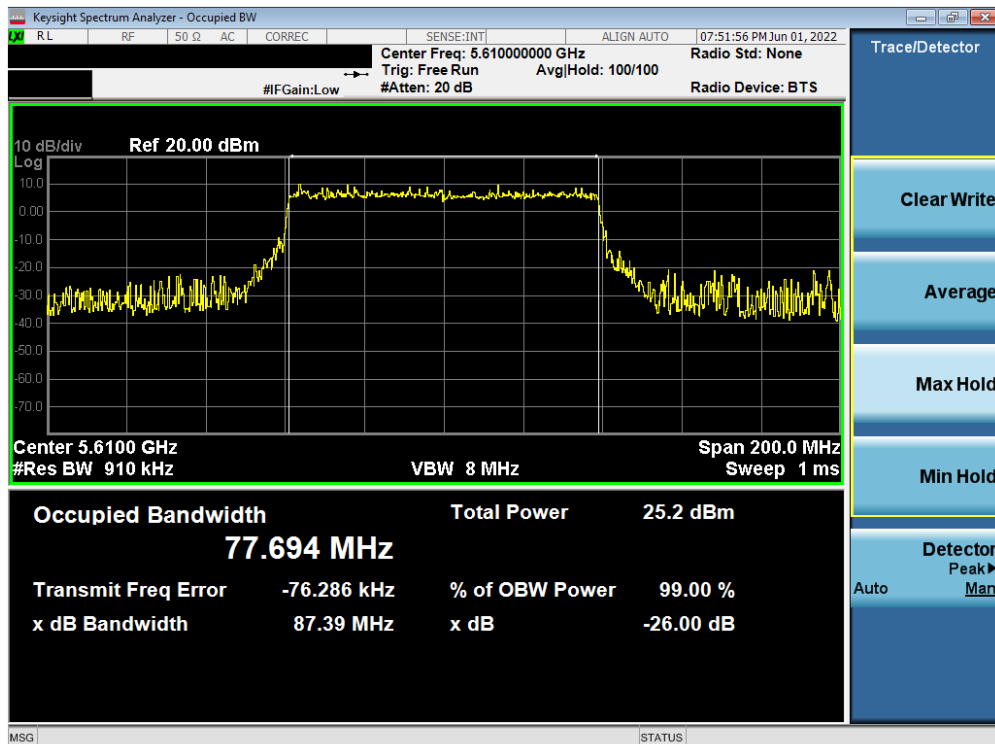 Keysight Spectrum Analyzer - Occupied BW
LXI RL RF 50 Ω AC CORREC SENSE:INT ALIGN AUTO 07:51:56 PM Jun 01, 2022
Center Freq: 5.610000000 GHz Radio Std: None
Trig: Free Run Avg|Hold: 100/100
#IFGain:Low #Atten: 20 dB Radio Device: BTS
10 dB/div Ref 20.00 dBm
Log
10.0
0.00
-10.0
-20.0
-30.0
-40.0
-50.0
-60.0
-70.0
Center 5.6100 GHz Span 200.0 MHz
#Res BW 910 kHz VBW 8 MHz Sweep 1 ms
Occupied Bandwidth Total Power 25.2 dBm
77.694 MHz
Transmit Freq Error -76.286 kHz % of OBW Power 99.00 %
x dB Bandwidth 87.39 MHz x dB -26.00 dB
MSG STATUS
Trace/Detector
Clear Write
Average
Max Hold
Min Hold
Detector
Peak▶
Auto Man